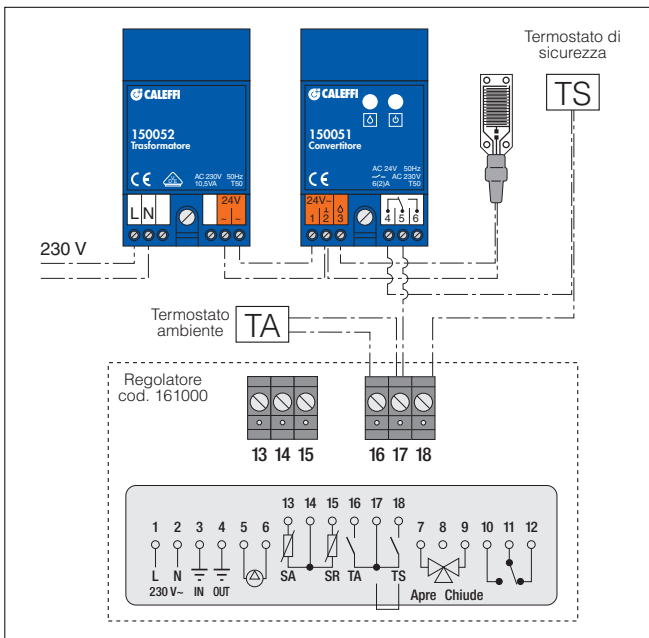 Termostato di
sicurezza
TS
CALEFFI
150052
Trasformatore
AC 230V 50Hz
10,5VA T50
CE
L N
24V
~ ~
CALEFFI
150051
Convertitore
AC 24V 50Hz
AC 230V
6(2)A T50
CE
24V~
1 2 3
4 5 6
230 V
Termostato
ambiente
TA
Regolatore
cod. 161000
13 14 15
16 17 18
13 14 15 16 17 18
1 2 3 4 5 6
7 8 9 10 11 12
L N
230 V~ IN OUT
SA SR TA TS
Apre Chiude